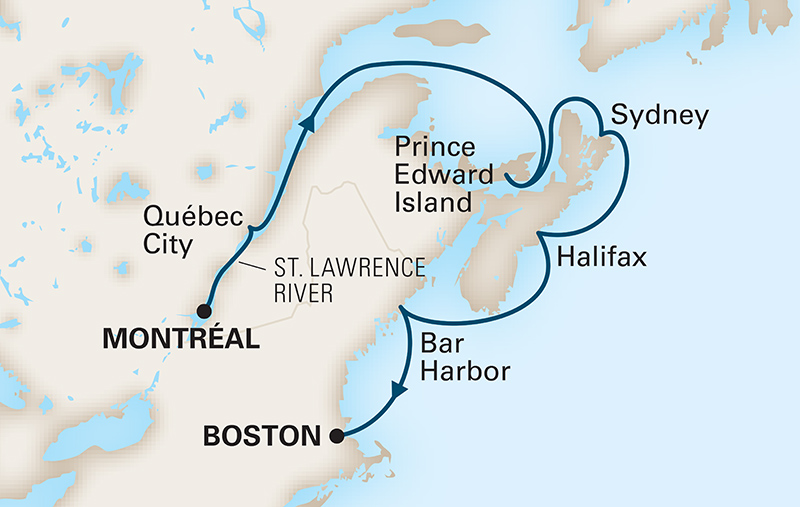 Sydney
Prince
Edward
Island
Québec
City
Halifax
ST. LAWRENCE
RIVER
MONTRÉAL
Bar
Harbor
BOSTON